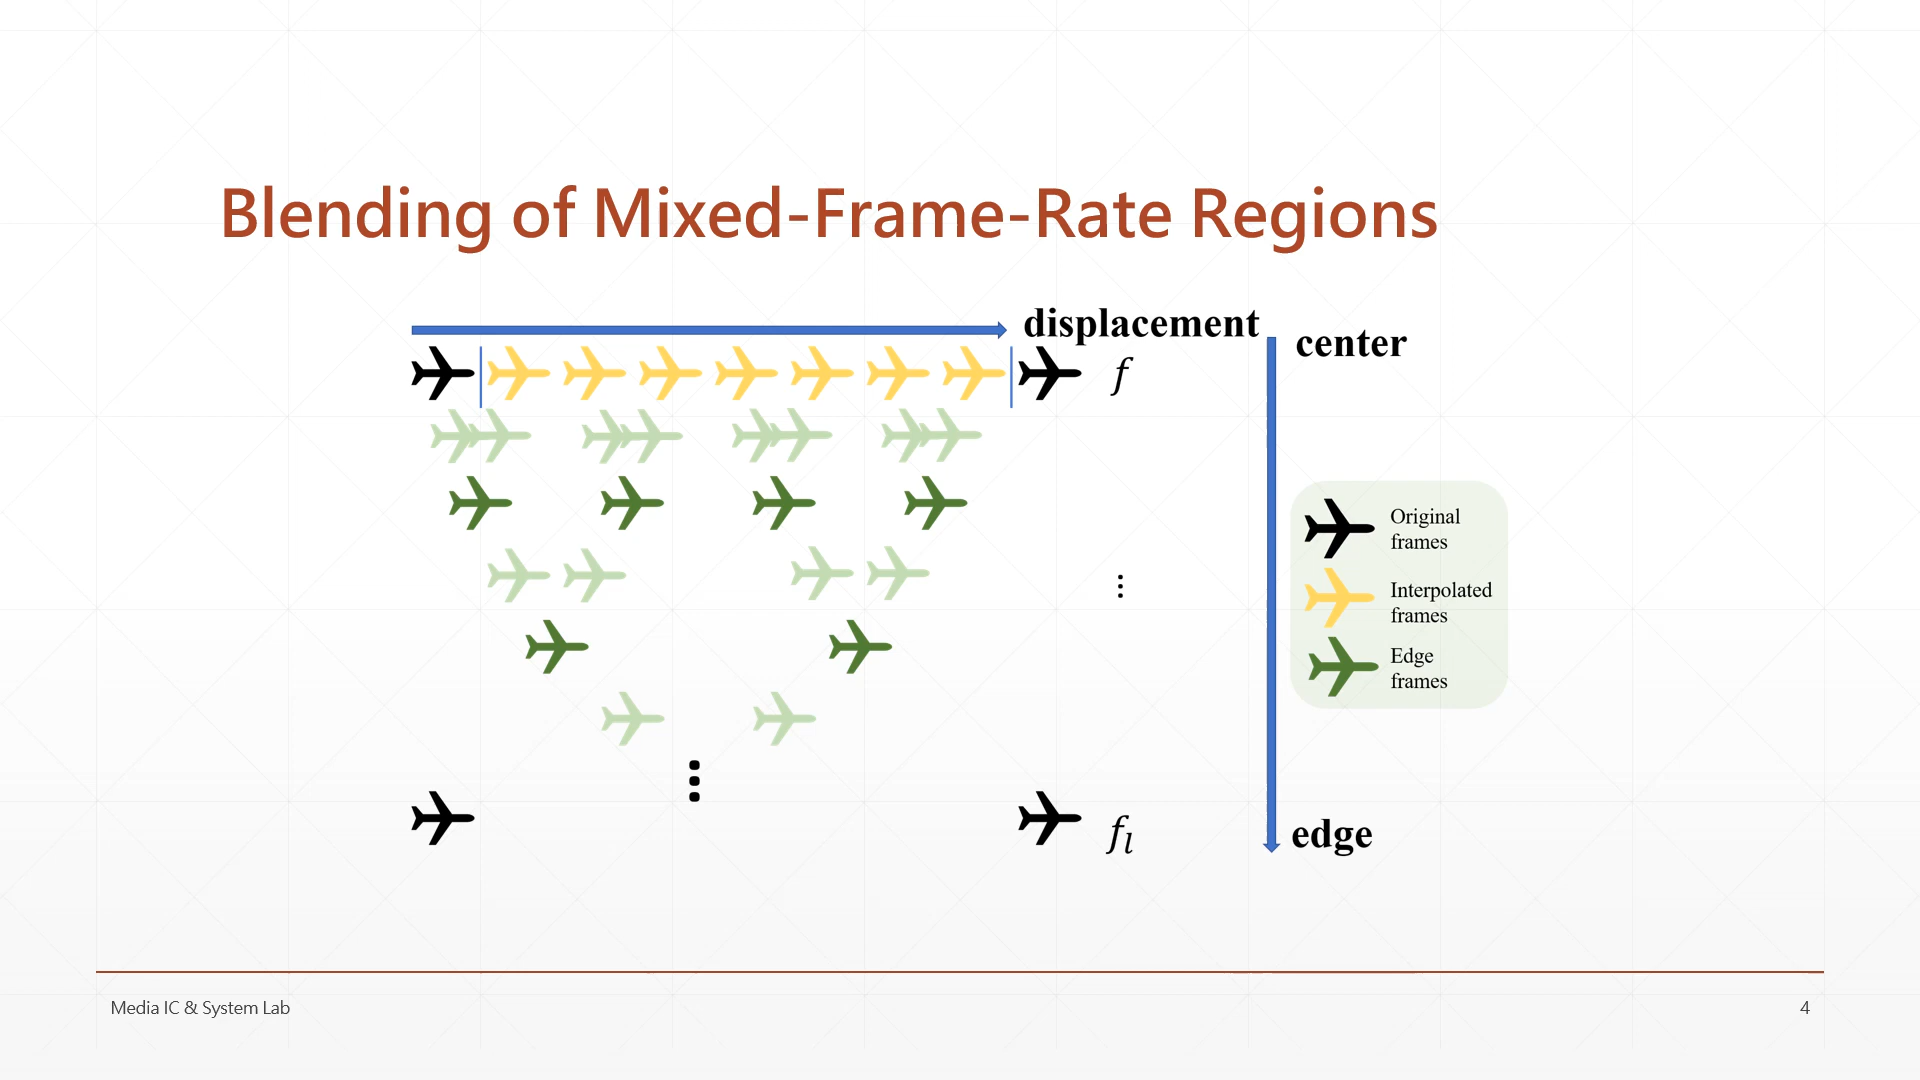 Blending of Mixed-Frame-Rate Regions
displacement
center
f
Original
frames
Interpolated
frames
Edge
frames
f_l
edge
Media IC & System Lab
4